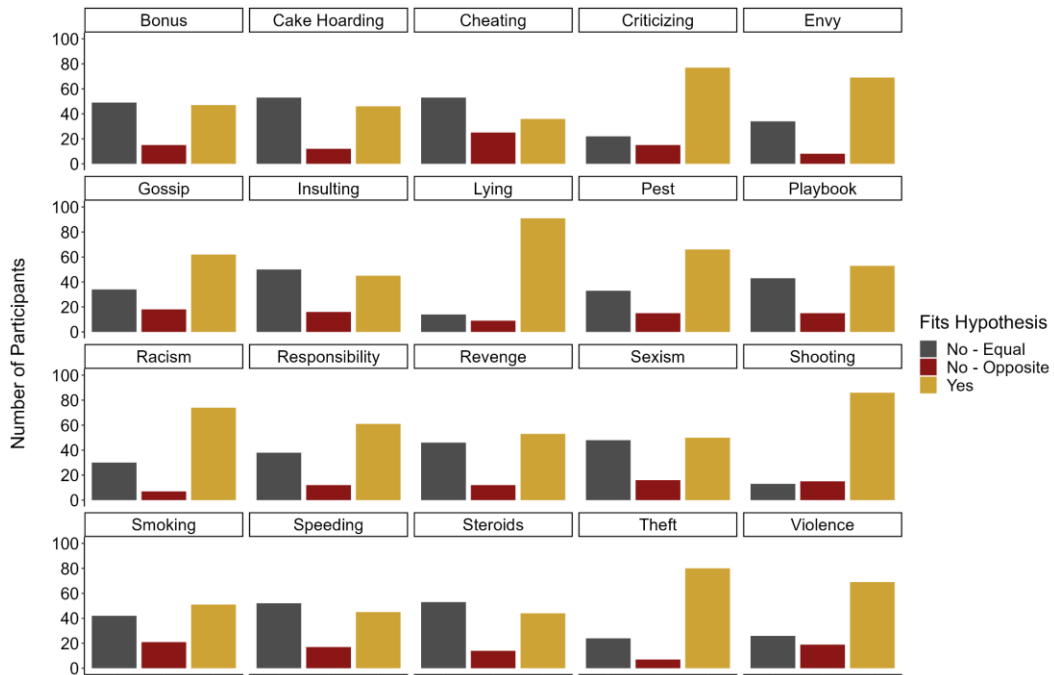 Bonus Cake Hoarding Cheating Criticizing Envy
100
80
60
40
20
0
Gossip Insulting Lying Pest Playbook
100
80
60
40
20
0
Racism Responsibility Revenge Sexism Shooting
100
80
60
40
20
0
Smoking Speeding Steroids Theft Violence
100
80
60
40
20
0
Number of Participants
Fits Hypothesis
No - Equal
No - Opposite
Yes